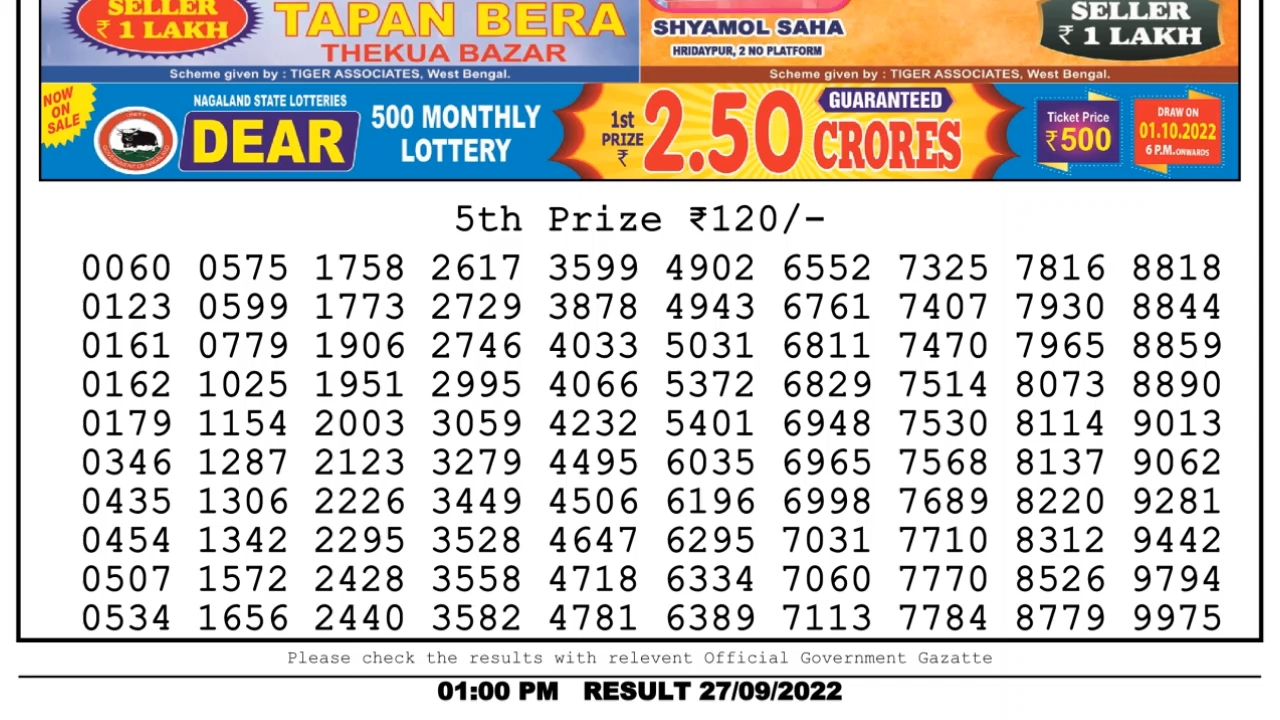 SELLER
₹ 1 LAKH
TAPAN BERA
THEKUA BAZAR
Scheme given by : TIGER ASSOCIATES, West Bengal.
SHYAMOL SAHA
HRIDAYPUR, 2 NO PLATFORM
SELLER
₹ 1 LAKH
Scheme given by : TIGER ASSOCIATES, West Bengal.
NOW
ON
SALE
NAGALAND STATE LOTTERIES
DEAR
500 MONTHLY
LOTTERY
1st
PRIZE
₹
2.50
GUARANTEED
CRORES
Ticket Price
₹500
DRAW ON
01.10.2022
6 P.M. ONWARDS
5th Prize ₹120/-
0060 0575 1758 2617 3599 4902 6552 7325 7816 8818
0123 0599 1773 2729 3878 4943 6761 7407 7930 8844
0161 0779 1906 2746 4033 5031 6811 7470 7965 8859
0162 1025 1951 2995 4066 5372 6829 7514 8073 8890
0179 1154 2003 3059 4232 5401 6948 7530 8114 9013
0346 1287 2123 3279 4495 6035 6965 7568 8137 9062
0435 1306 2226 3449 4506 6196 6998 7689 8220 9281
0454 1342 2295 3528 4647 6295 7031 7710 8312 9442
0507 1572 2428 3558 4718 6334 7060 7770 8526 9794
0534 1656 2440 3582 4781 6389 7113 7784 8779 9975
Please check the results with relevent Official Government Gazatte
01:00 PM RESULT 27/09/2022